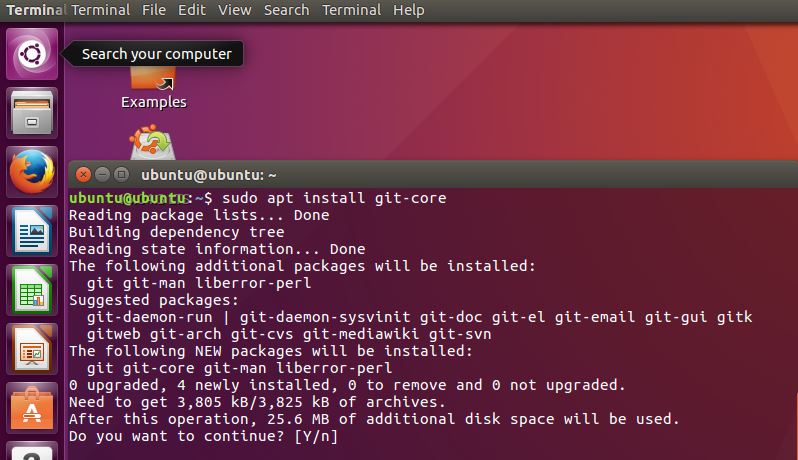 Terminal Terminal File Edit View Search Terminal Help
Search your computer
Examples
ubuntu@ubuntu: ~
ubuntu@ubuntu:~$ sudo apt install git-core
Reading package lists... Done
Building dependency tree
Reading state information... Done
The following additional packages will be installed:
git git-man liberror-perl
Suggested packages:
git-daemon-run | git-daemon-sysvinit git-doc git-el git-email git-gui gitk
gitweb git-arch git-cvs git-mediawiki git-svn
The following NEW packages will be installed:
git git-core git-man liberror-perl
0 upgraded, 4 newly installed, 0 to remove and 0 not upgraded.
Need to get 3,805 kB/3,825 kB of archives.
After this operation, 25.6 MB of additional disk space will be used.
Do you want to continue? [Y/n]